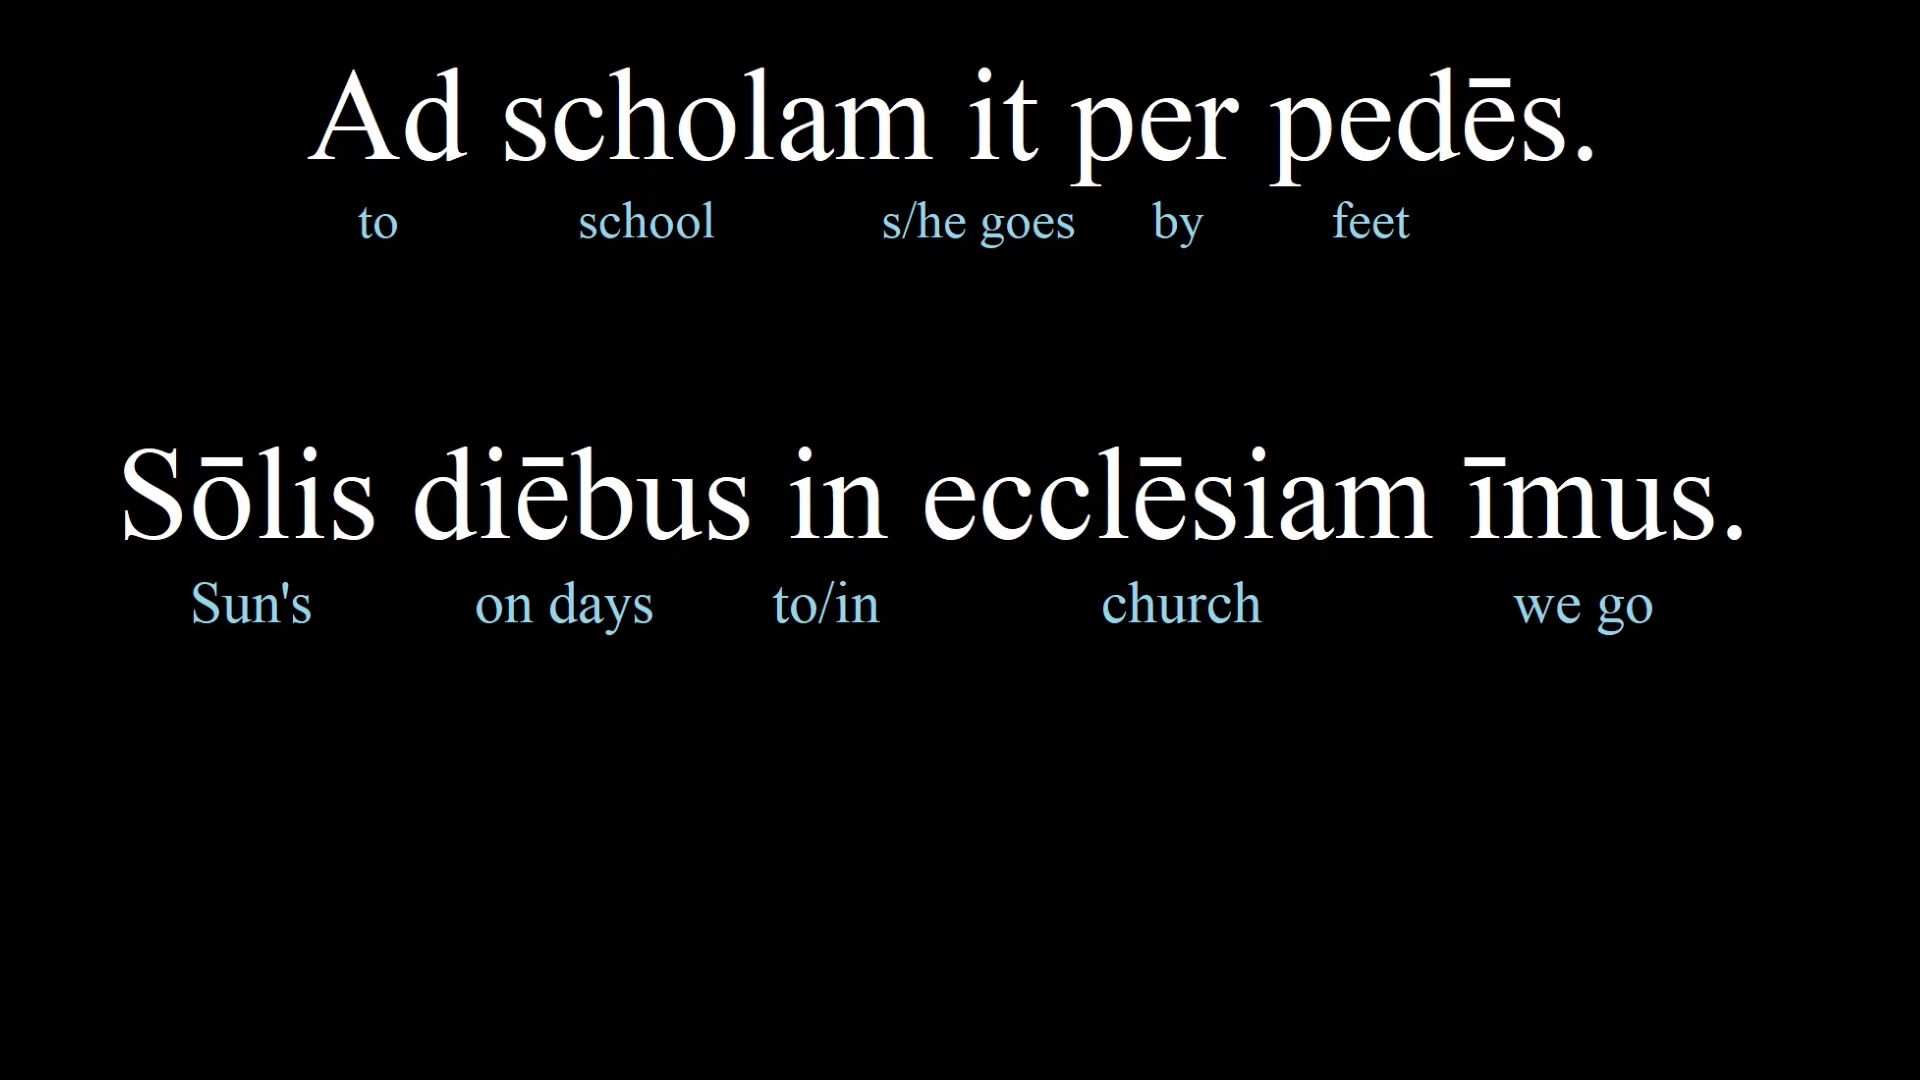 Ad scholam it per pedēs.
to school s/he goes by feet
Sōlis diēbus in ecclēsiam īmus.
Sun's on days to/in church we go